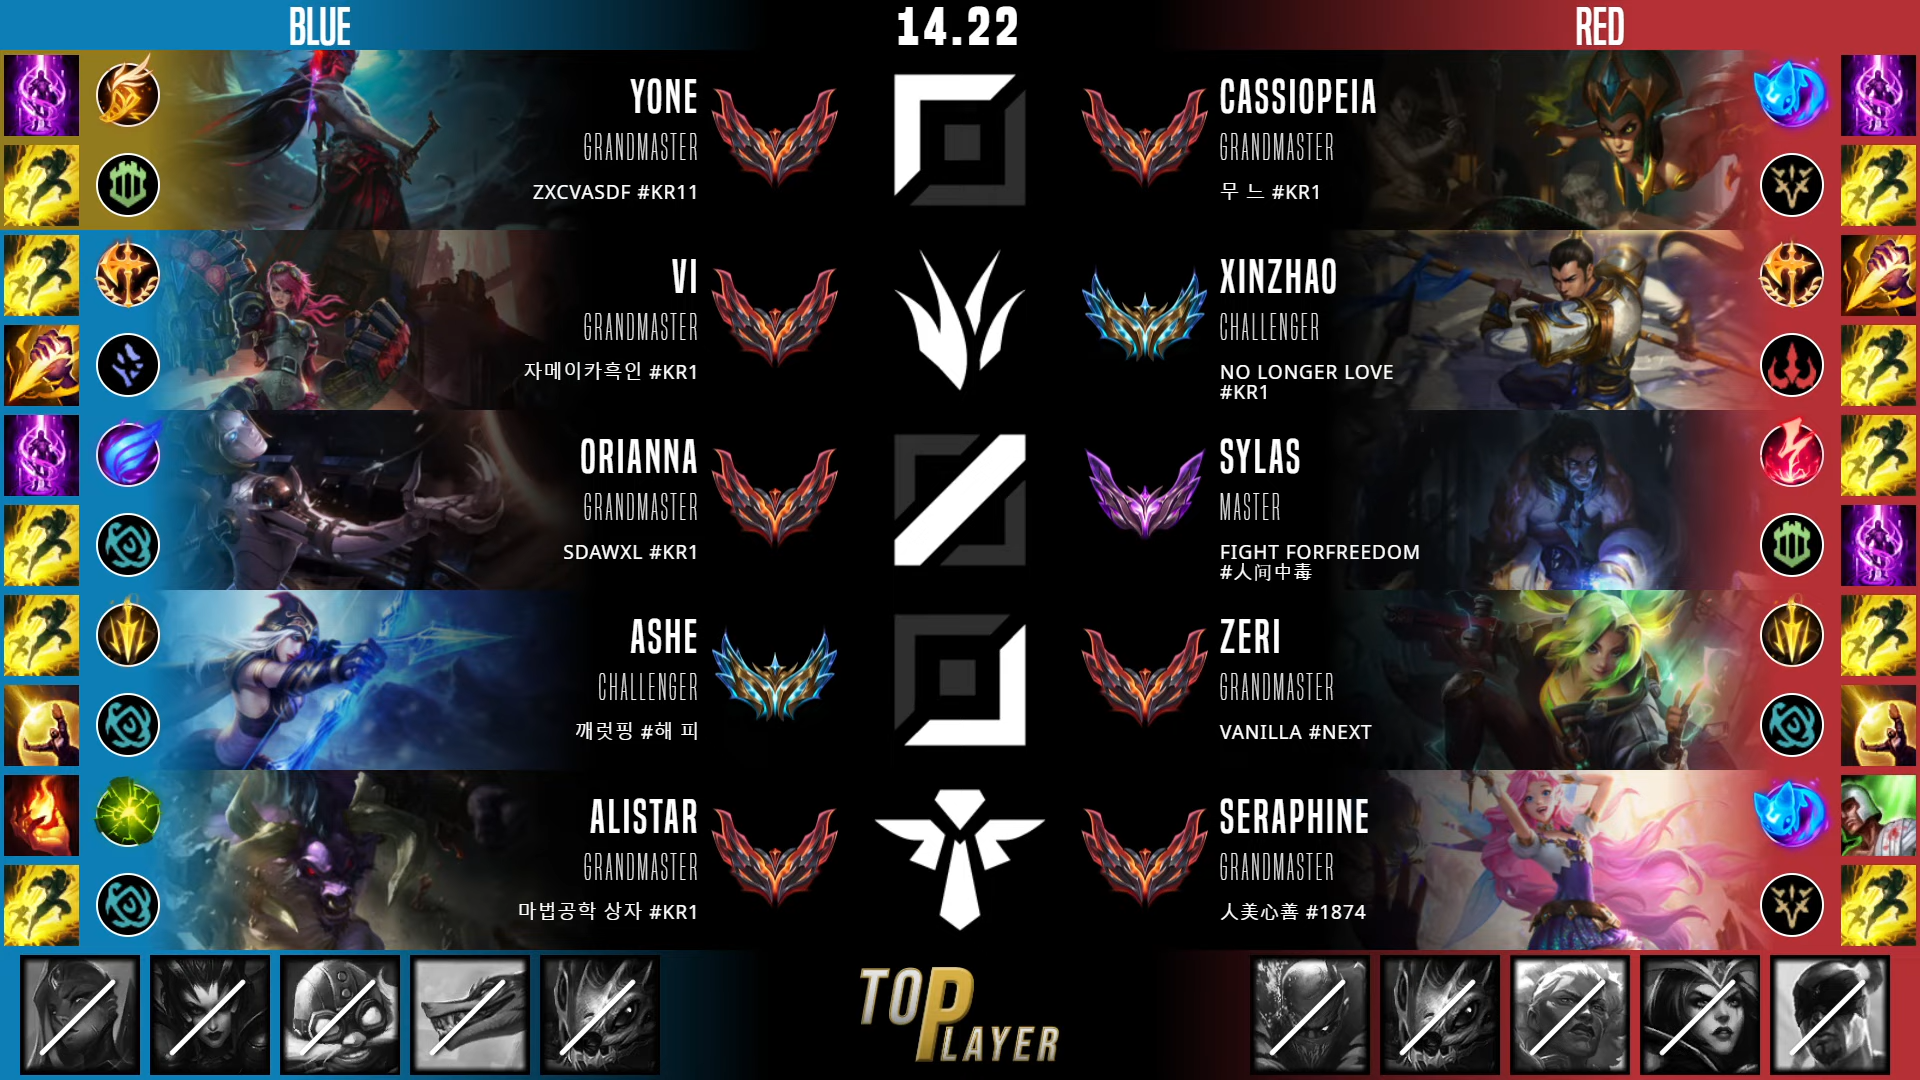 BLUE
14.22
RED
YONE
GRANDMASTER
ZXCVASDF #KR11
CASSIOPEIA
GRANDMASTER
무 느 #KR1
VI
GRANDMASTER
자메이카흑인 #KR1
XINZHAO
CHALLENGER
NO LONGER LOVE
#KR1
ORIANNA
GRANDMASTER
SDAWXL #KR1
SYLAS
MASTER
FIGHT FORFREEDOM
#人间中毒
ASHE
CHALLENGER
깨럿핑 #해 피
ZERI
GRANDMASTER
VANILLA #NEXT
ALISTAR
GRANDMASTER
마법공학 상자 #KR1
SERAPHINE
GRANDMASTER
人美心善 #1874
TOP
PLAYER